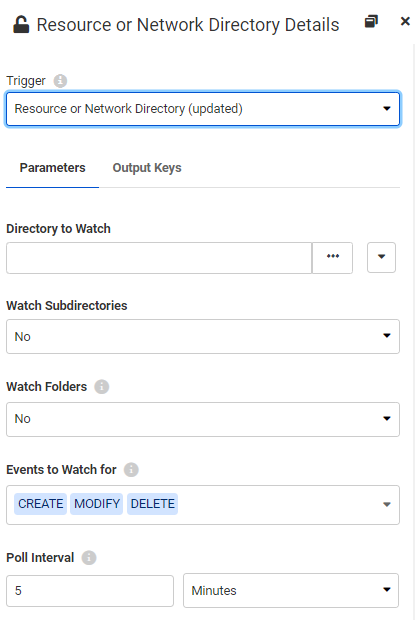 Resource or Network Directory Details
Trigger
Resource or Network Directory (updated)
Parameters Output Keys
Directory to Watch
Watch Subdirectories
No
Watch Folders
No
Events to Watch for
CREATE MODIFY DELETE
Poll Interval
5 Minutes